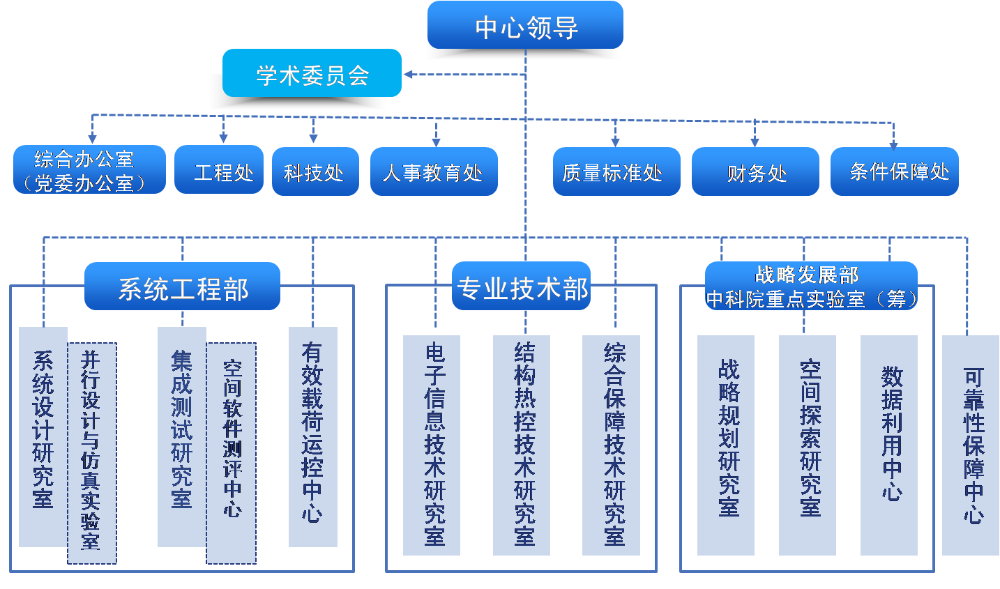 中心领导
学术委员会
综合办公室
（党委办公室）
工程处
科技处
人事教育处
质量标准处
财务处
条件保障处
系统工程部
专业技术部
战略发展部
中科院重点实验室（筹）
系统设计研究室
并行设计与仿真实验室
集成测试研究室
空间软件测评中心
有效载荷运控中心
电子信息技术研究室
结构热控技术研究室
综合保障技术研究室
战略规划研究室
空间探索研究室
数据利用中心
可靠性保障中心